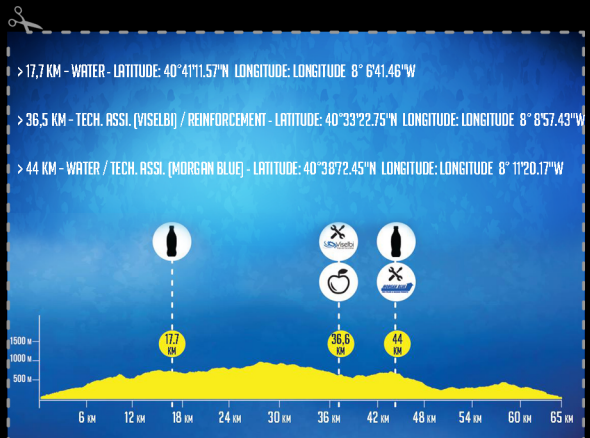 > 17,7 KM - WATER - LATITUDE: 40°41'11.57"N LONGITUDE: LONGITUDE 8° 6'41.46"W
> 36,5 KM - TECH. ASSI. (VISELBI) / REINFORCEMENT - LATITUDE: 40°33'22.75"N LONGITUDE: LONGITUDE 8° 8'57.43"W
> 44 KM - WATER / TECH. ASSI. (MORGAN BLUE) - LATITUDE: 40°38'72.45"N LONGITUDE: LONGITUDE 8° 11'20.17"W
Viselbi
MORGAN BLUE
17.7 KM
36,6 KM
44 KM
1500 M
1000 M
500 M
6 KM 12 KM 18 KM 24 KM 30 KM 36 KM 42 KM 48 KM 54 KM 60 KM 65 KM